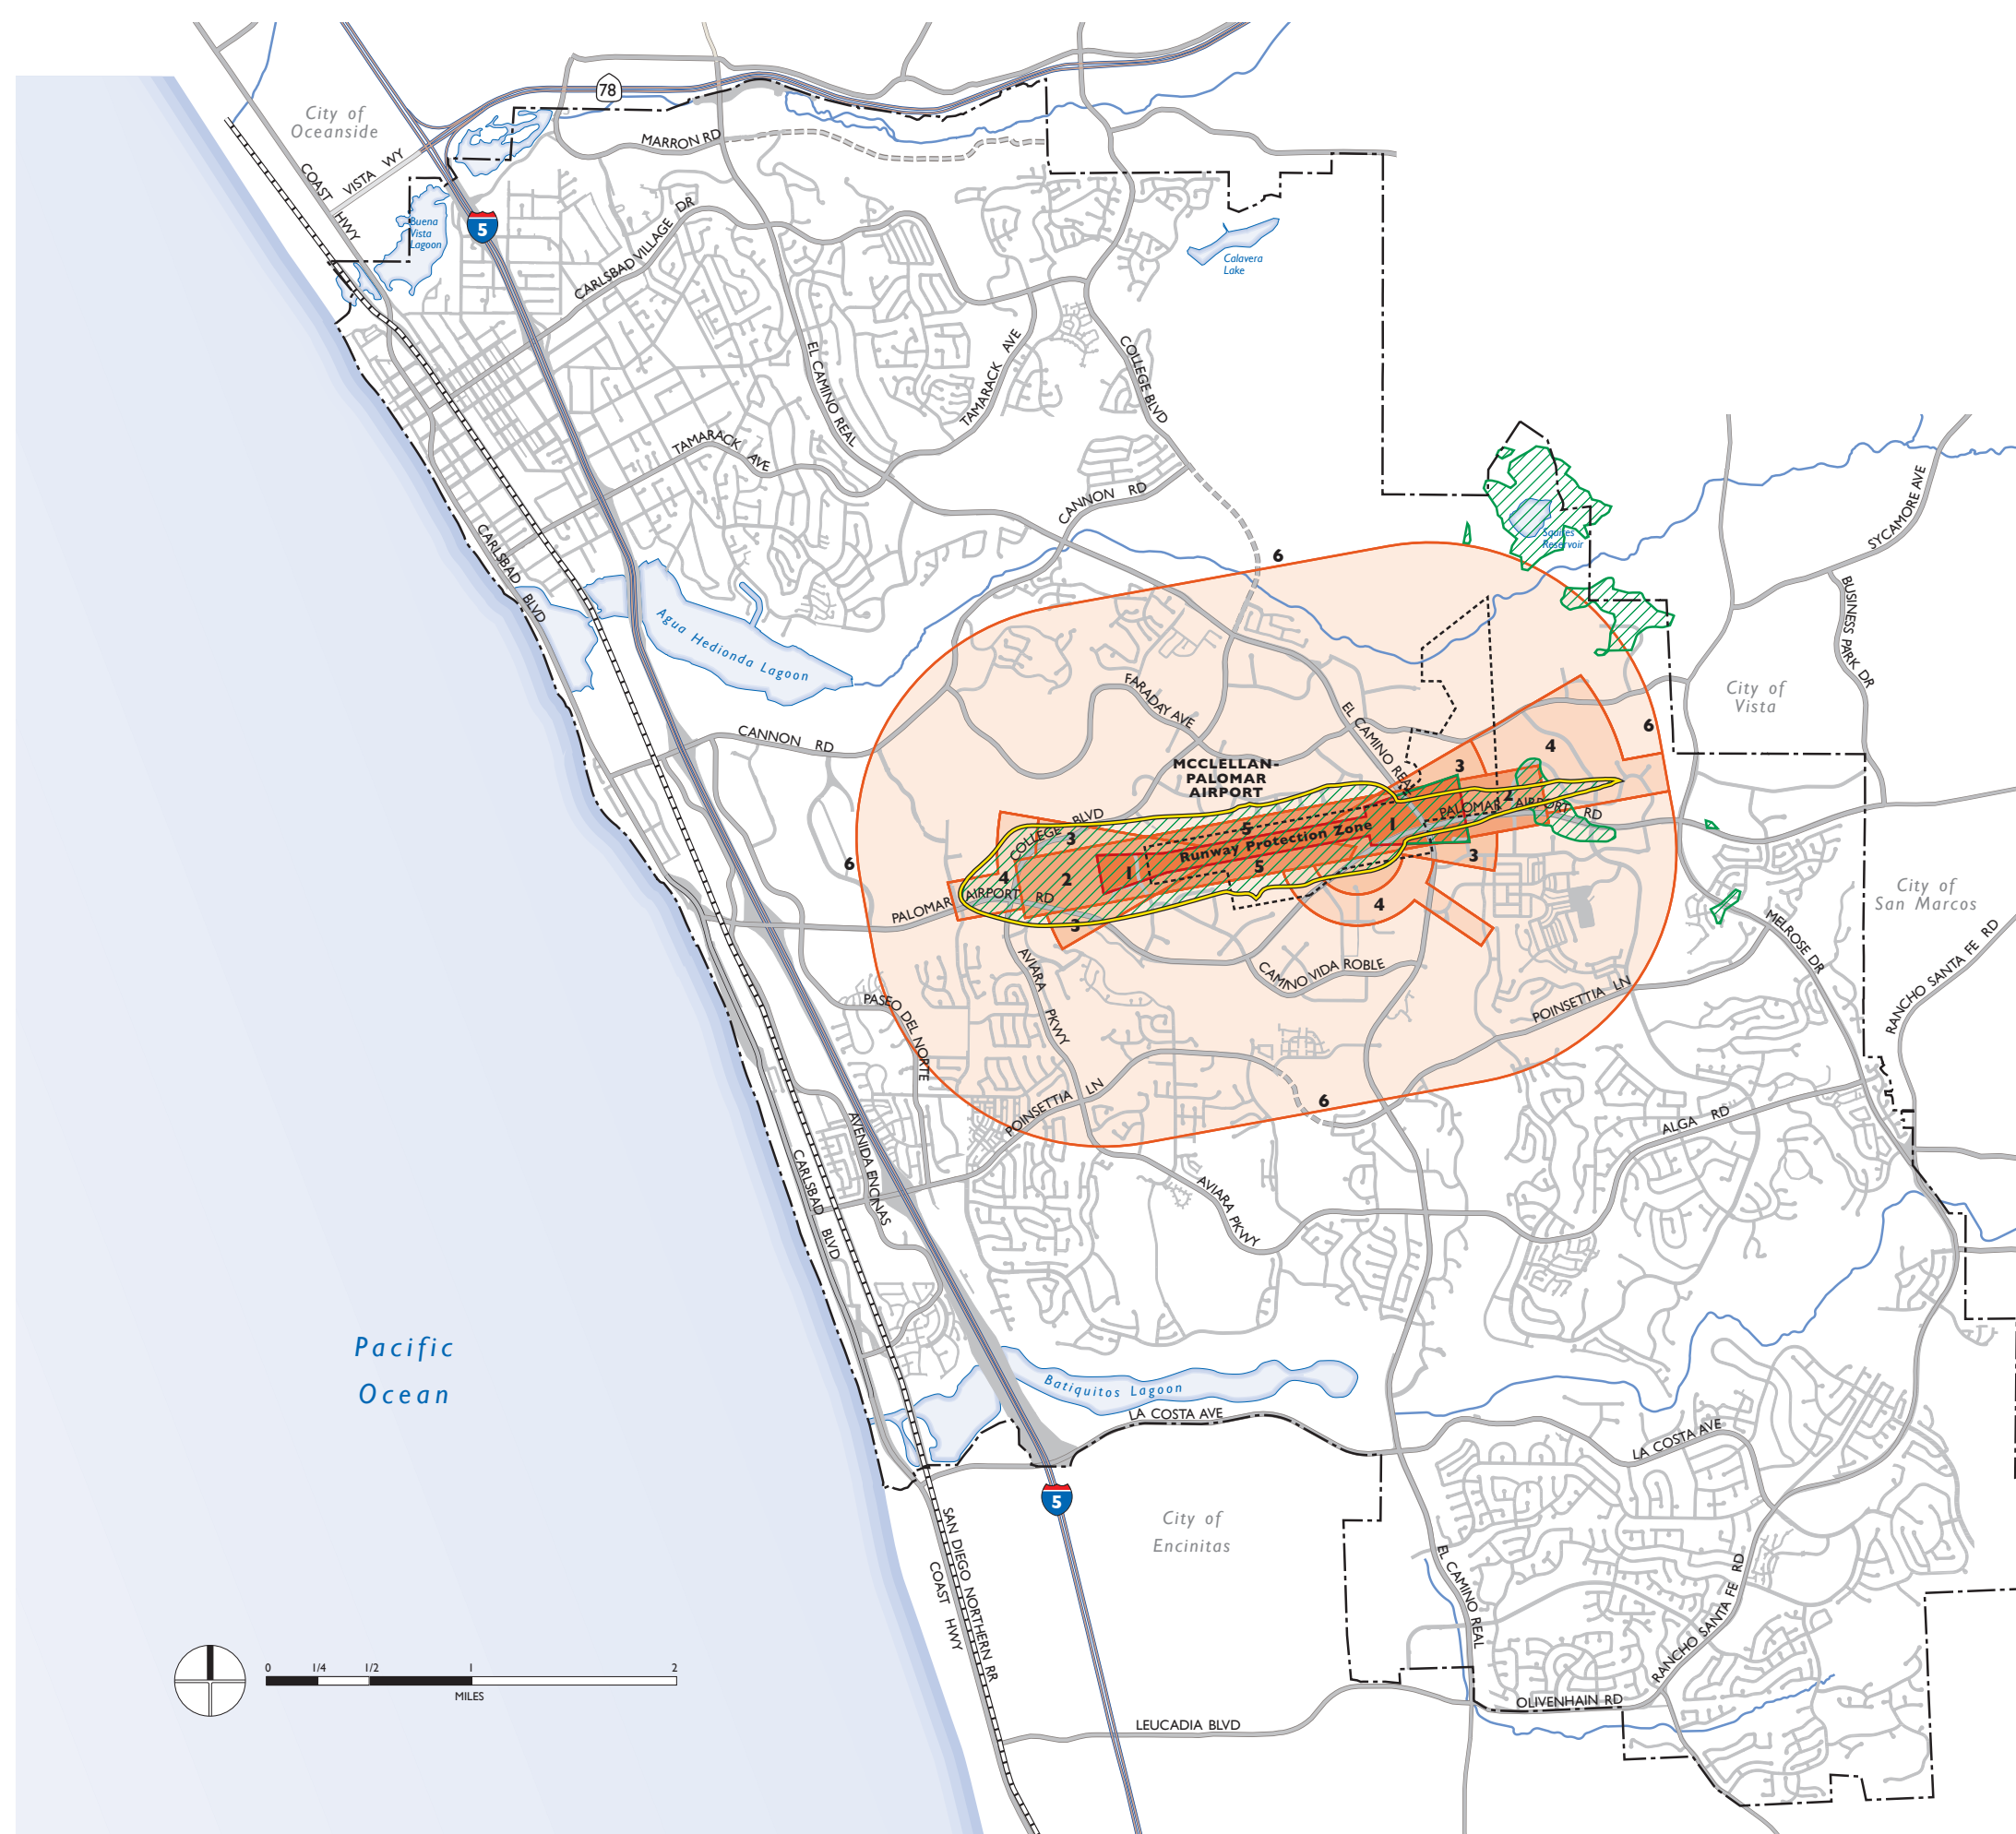 78
City of
Oceanside
MARRON RD
VISTA WY
COAST HWY
Buena
Vista
Lagoon
5
CARLSBAD VILLAGE DR
Calavera
Lake
EL CAMINO REAL
TAMARACK AVE
COLLEGE BLVD
TAMARACK AVE
CANNON RD
SYCAMORE AVE
CARLSBAD BLVD
Squires
Reservoir
6
BUSINESS PARK DR
Agua Hedionda Lagoon
City of
Vista
FARADAY AVE
EL CAMINO REAL
6
CANNON RD
4
MCCLELLAN-
PALOMAR
AIRPORT
3
2
PALOMAR AIRPORT RD
COLLEGE BLVD
3
5
1
Runway Protection Zone
6
3
4
2
1
5
PALOMAR AIRPORT RD
4
3
City of
San Marcos
MELROSE DR
RANCHO SANTA FE RD
AVIARA PKWY
CAMINO VIDA ROBLE
POINSETTIA LN
PASEO DEL NORTE
POINSETTIA LN
6
ALGA RD
AVENIDA ENCINAS
CARLSBAD BLVD
AVIARA PKWY
Pacific
Ocean
Batiquitos Lagoon
LA COSTA AVE
LA COSTA AVE
5
City of
Encinitas
SAN DIEGO NORTHERN RR
COAST HWY
EL CAMINO REAL
RANCHO SANTA FE RD
0 1/4 1/2 1 2
MILES
OLIVENHAIN RD
LEUCADIA BLVD